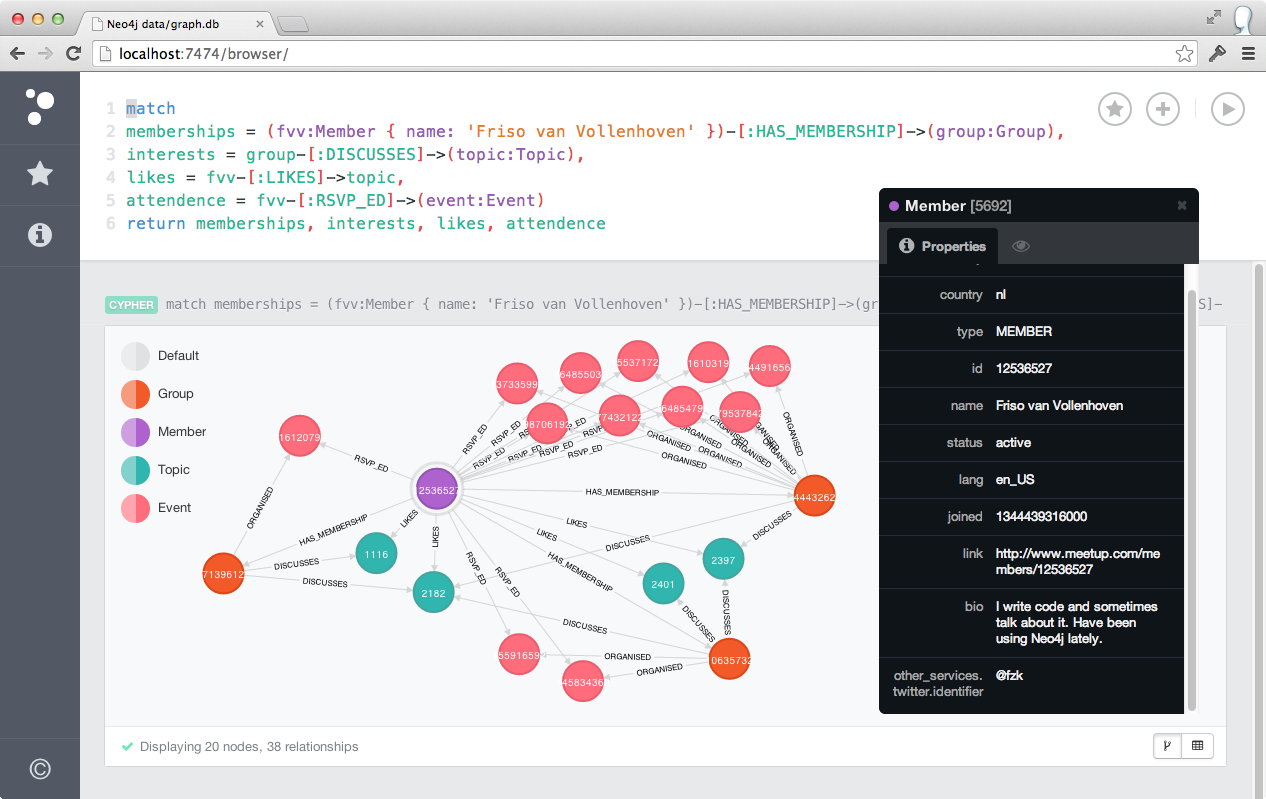 Neo4j data/graph.db
localhost:7474/browser/
1 match
2 memberships = (fvv:Member { name: 'Friso van Vollenhoven' })-[:HAS_MEMBERSHIP]->(group:Group),
3 interests = group-[:DISCUSSES]->(topic:Topic),
4 likes = fvv-[:LIKES]->topic,
5 attendence = fvv-[:RSVP_ED]->(event:Event)
6 return memberships, interests, likes, attendence
Member [5692]
Properties
country nl
type MEMBER
id 12536527
name Friso van Vollenhoven
status active
lang en_US
joined 1344439316000
link http://www.meetup.com/me
mbers/12536527
bio I write code and sometimes
talk about it. Have been
using Neo4j lately.
other_services. @fzk
twitter.identifier
CYPHER match memberships = (fvv:Member { name: 'Friso van Vollenhoven' })-[:HAS_MEMBERSHIP]->(gr S]-
Default
Group
Member
Topic
Event
3733599
6485503
5537172
1610319
4491656
98706192
77432122
6485479
79537842
1612079
2536527
4443262
7139612
1116
2182
2401
2397
5591659
4583436
0635732
RSVP_ED
RSVP_ED
RSVP_ED
RSVP_ED
RSVP_ED
RSVP_ED
RSVP_ED
RSVP_ED
ORGANISED
ORGANISED
ORGANISED
ORGANISED
ORGANISED
ORGANISED
ORGANISED
ORGANISED
HAS_MEMBERSHIP
HAS_MEMBERSHIP
HAS_MEMBERSHIP
LIKES
LIKES
LIKES
LIKES
DISCUSSES
DISCUSSES
DISCUSSES
DISCUSSES
DISCUSSES
DISCUSSES
DISCUSSES
Displaying 20 nodes, 38 relationships